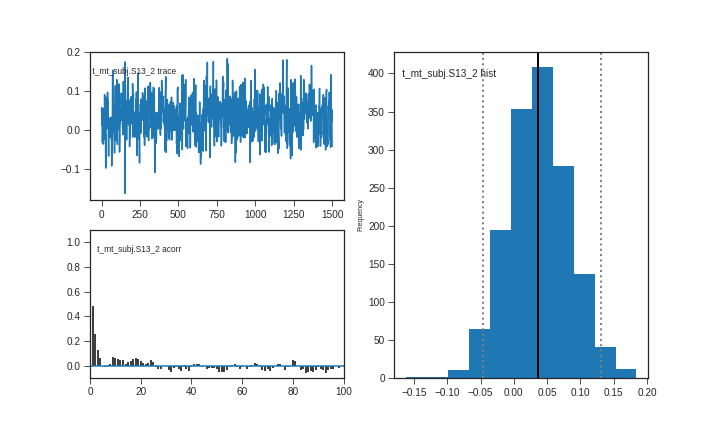 t_mt_subj.S13_2 trace
0.2
0.1
0.0
−0.1
0 250 500 750 1000 1250 1500
t_mt_subj.S13_2 acorr
1.0
0.8
0.6
0.4
0.2
0.0
0 20 40 60 80 100
t_mt_subj.S13_2 hist
Frequency
400
350
300
250
200
150
100
50
0
−0.15 −0.10 −0.05 0.00 0.05 0.10 0.15 0.20